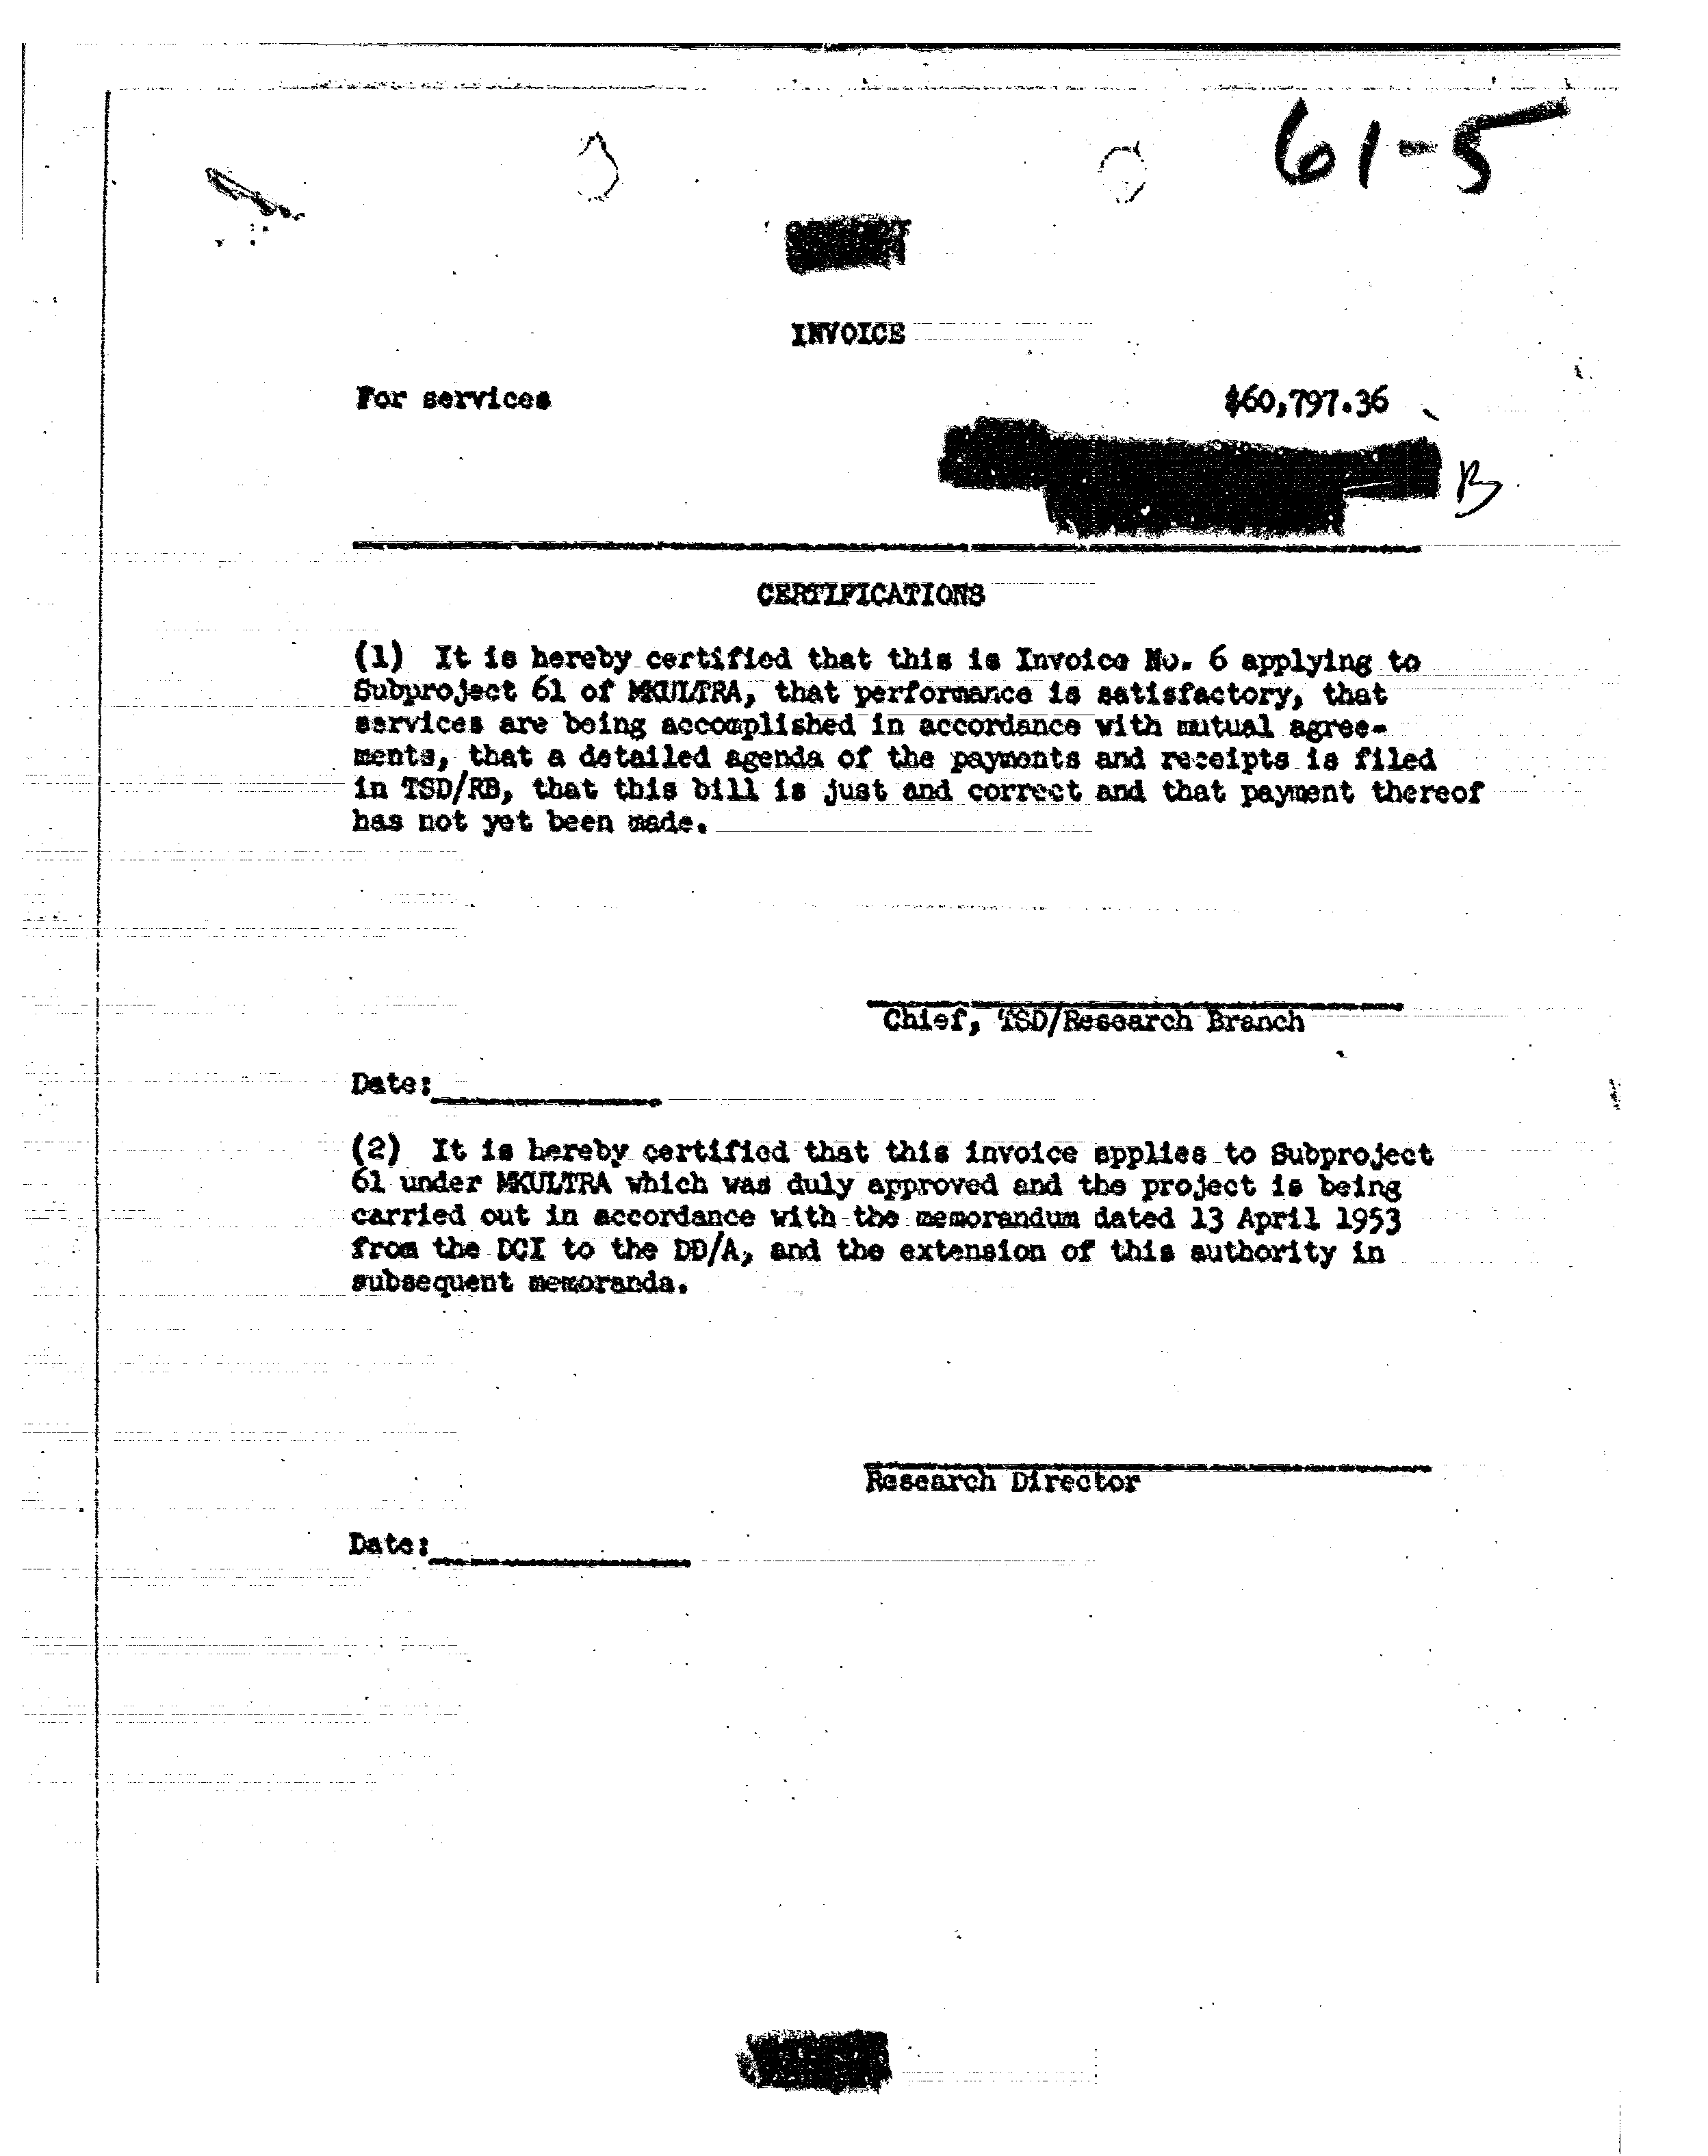 61-5
INVOICE
For services $60,797.36
B
CERTIFICATIONS
(1) It is hereby certified that this is Invoice No. 6 applying to
Subproject 61 of MKULTRA, that performance is satisfactory, that
services are being accomplished in accordance with mutual agree-
ments, that a detailed agenda of the payments and receipts is filed
in TSD/RB, that this bill is just and correct and that payment thereof
has not yet been made.
Chief, TSD/Research Branch
Date:
(2) It is hereby certified that this invoice applies to Subproject
61 under MKULTRA which was duly approved and the project is being
carried out in accordance with the memorandum dated 13 April 1953
from the DCI to the DD/A, and the extension of this authority in
subsequent memoranda.
Research Director
Date: